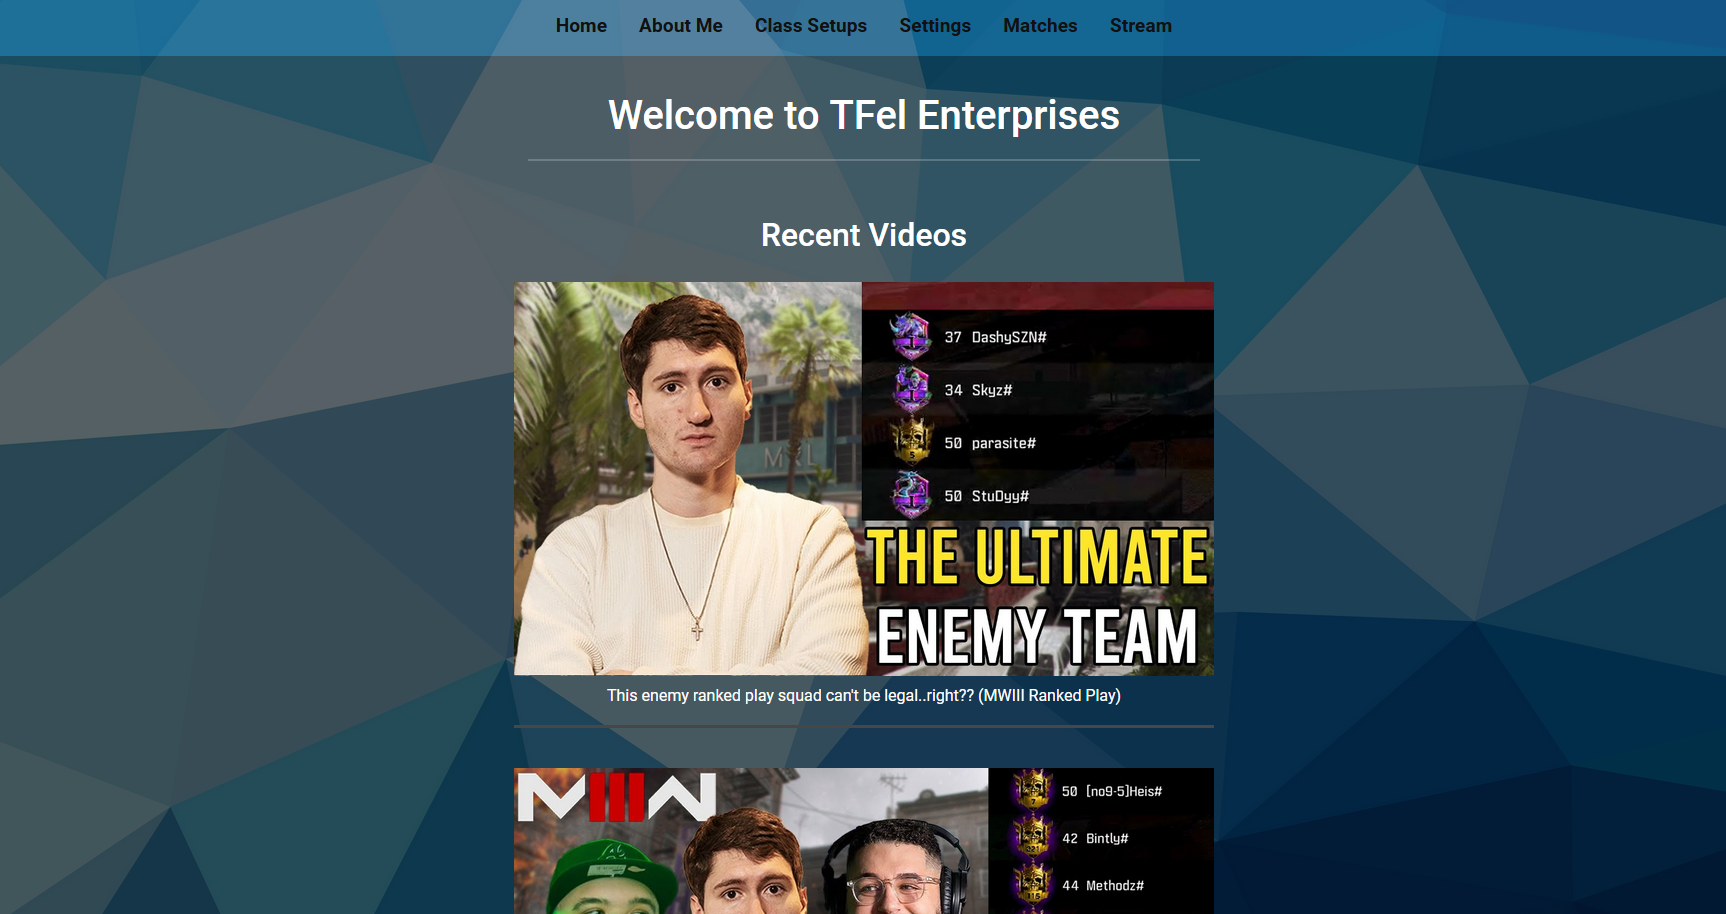 Home About Me Class Setups Settings Matches Stream
Welcome to TFel Enterprises
Recent Videos
37 DashySZN#
34 Skyz#
50 parasite#
5
50 StuDyy#
THE ULTIMATE
ENEMY TEAM
This enemy ranked play squad can't be legal..right?? (MWIII Ranked Play)
MIIIW
7
50 [no9-5]Heis#
42 Bintly#
44 Methodz#